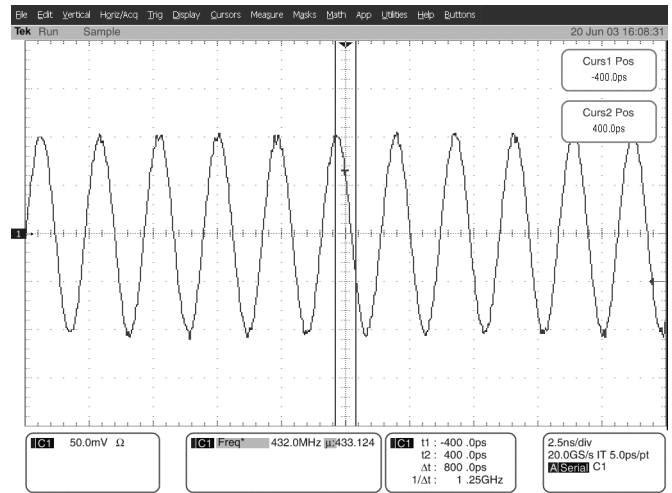 File Edit Vertical Horiz/Acq Trig Display Cursors Measure Masks Math App Utilities Help Buttons
Tek Run Sample 20 Jun 03 16:08:31
Curs1 Pos
-400.0ps
Curs2 Pos
400.0ps
1
C1 50.0mV Ω
C1 Freq* 432.0MHz µ:433.124
C1 t1 : -400 .0ps
t2 : 400 .0ps
Δt : 800 .0ps
1/Δt : 1 .25GHz
2.5ns/div
20.0GS/s IT 5.0ps/pt
A Serial C1